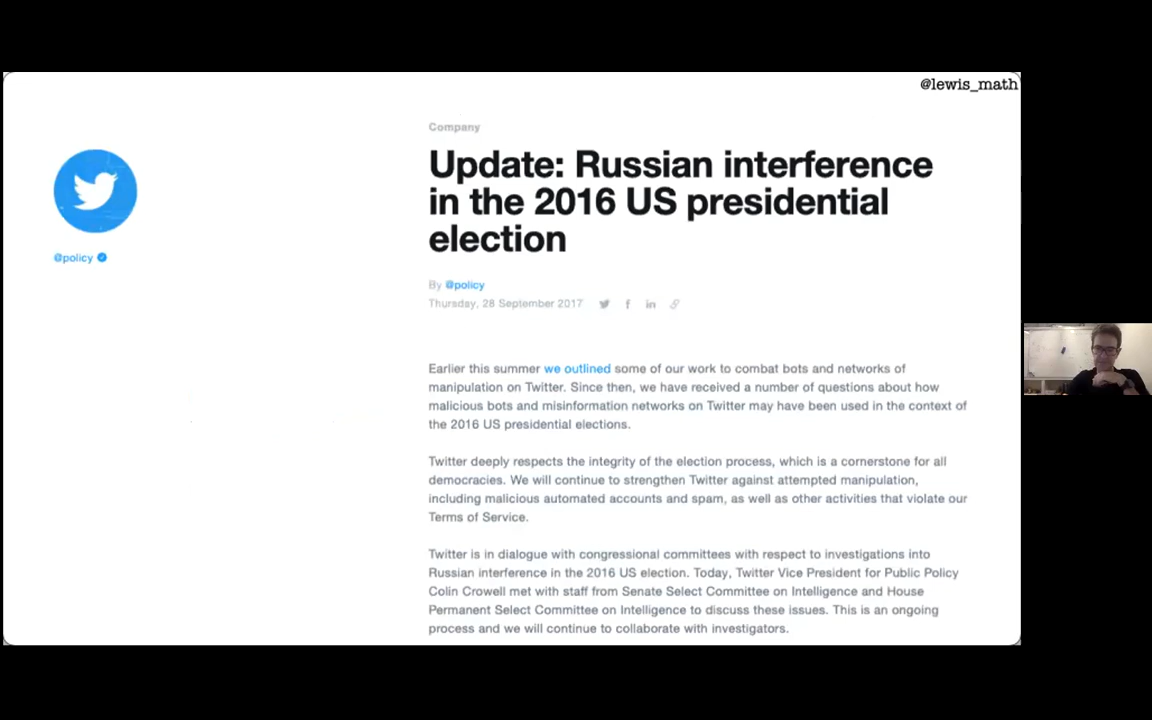 @lewis_math
Company
Update: Russian interference
in the 2016 US presidential
election
@policy
By @policy
Thursday, 28 September 2017
Earlier this summer we outlined some of our work to combat bots and networks of
manipulation on Twitter. Since then, we have received a number of questions about how
malicious bots and misinformation networks on Twitter may have been used in the context of
the 2016 US presidential elections.
Twitter deeply respects the integrity of the election process, which is a cornerstone for all
democracies. We will continue to strengthen Twitter against attempted manipulation,
including malicious automated accounts and spam, as well as other activities that violate our
Terms of Service.
Twitter is in dialogue with congressional committees with respect to investigations into
Russian interference in the 2016 US election. Today, Twitter Vice President for Public Policy
Colin Crowell met with staff from Senate Select Committee on Intelligence and House
Permanent Select Committee on Intelligence to discuss these issues. This is an ongoing
process and we will continue to collaborate with investigators.